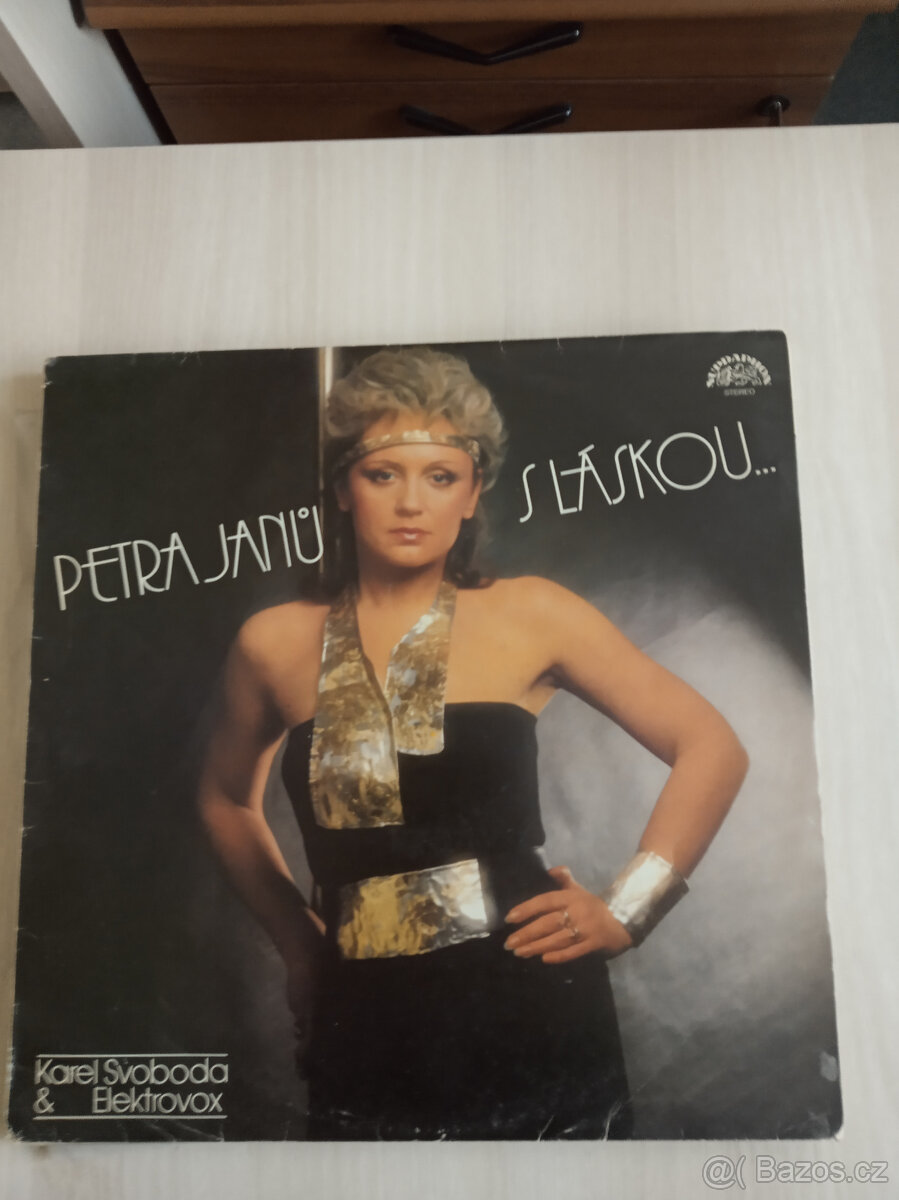 SUPRAPHON
STEREO
PETRA JANŮ
S LÁSKOU...
Karel Svoboda
& Elektrovox
@( Bazos.cz